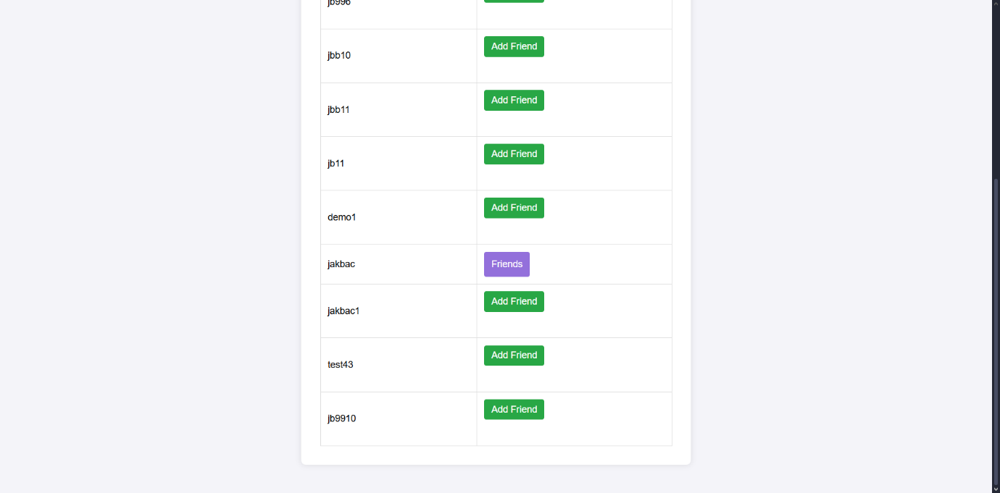 jb996
jbb10 Add Friend
jbb11 Add Friend
jb11 Add Friend
demo1 Add Friend
jakbac Friends
jakbac1 Add Friend
test43 Add Friend
jb9910 Add Friend